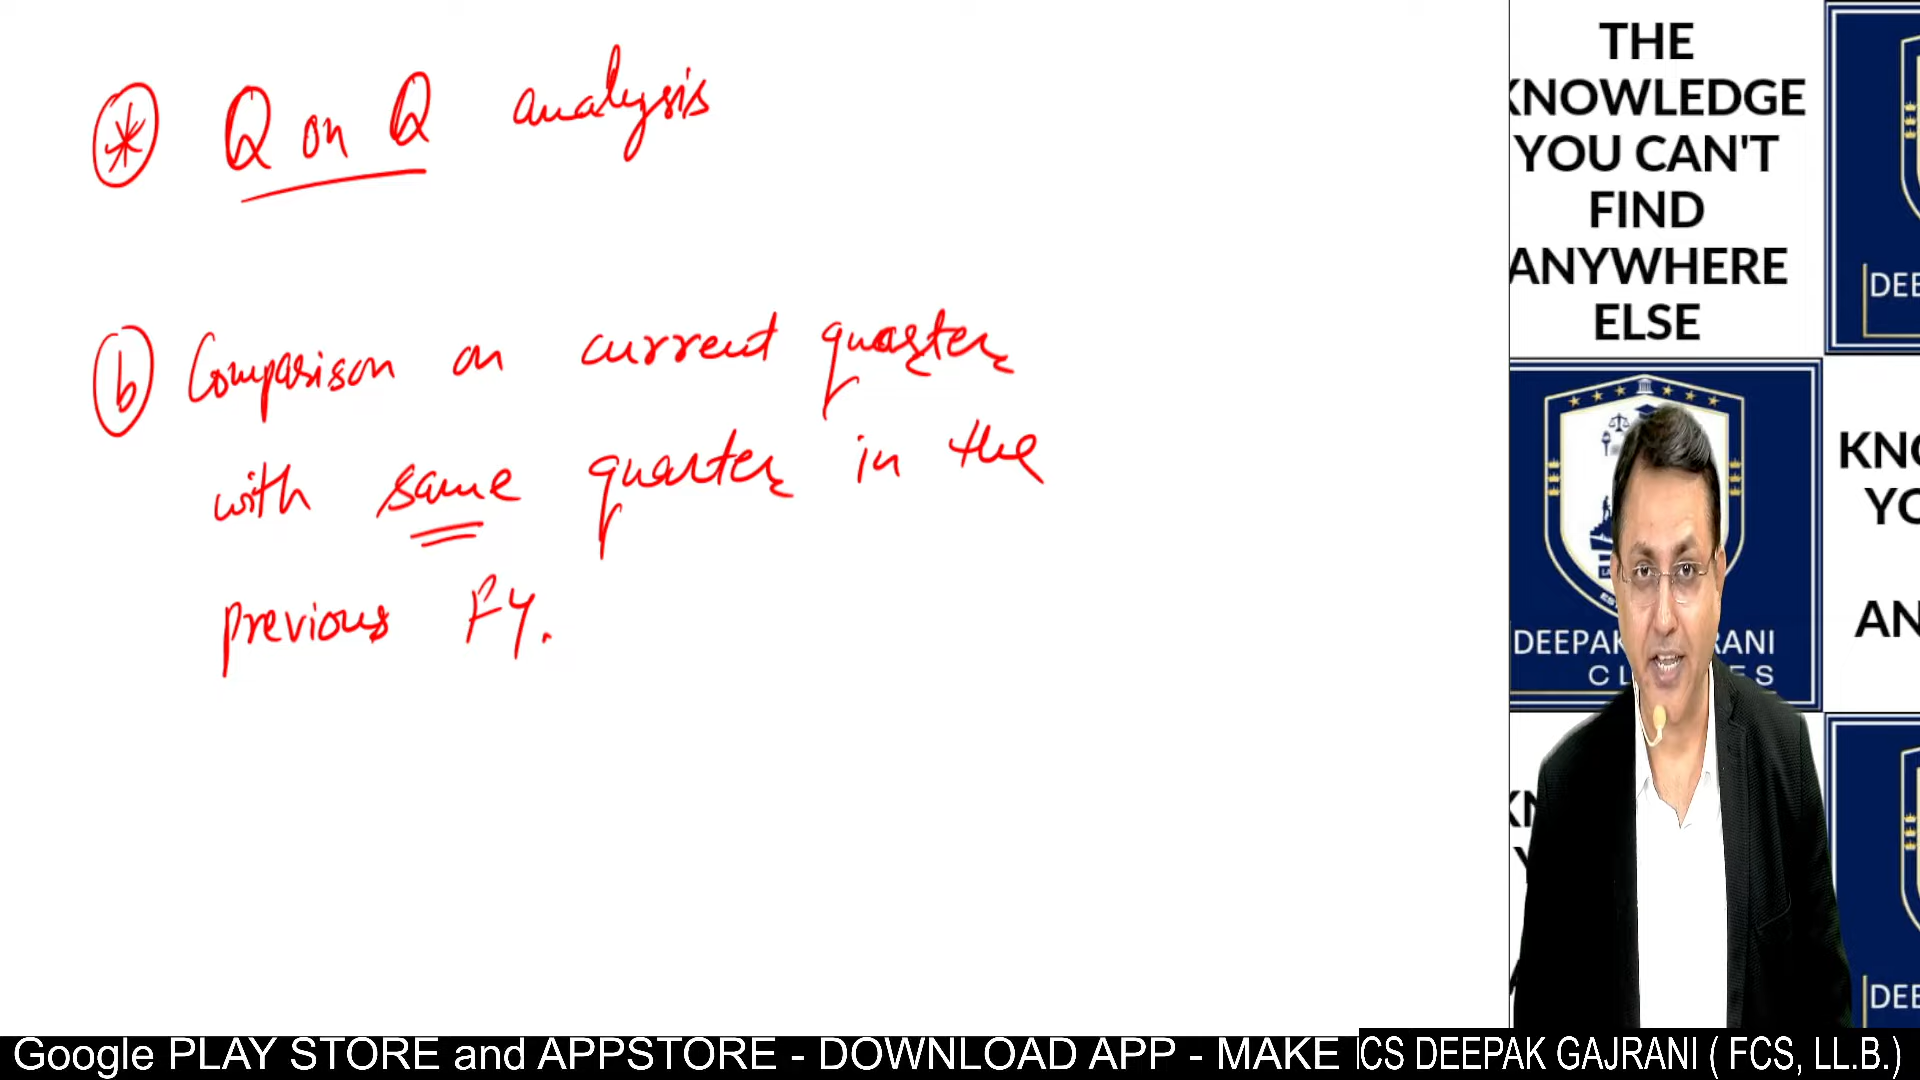 * Q on Q analysis
b Comparison on current quarter
with same quarter in the
previous FY.
THE
KNOWLEDGE
YOU CAN'T
FIND
ANYWHERE
ELSE
DEEPAK
RANI
Google PLAY STORE and APPSTORE - DOWNLOAD APP - MAKE
CS DEEPAK GAJRANI ( FCS, LL.B.)